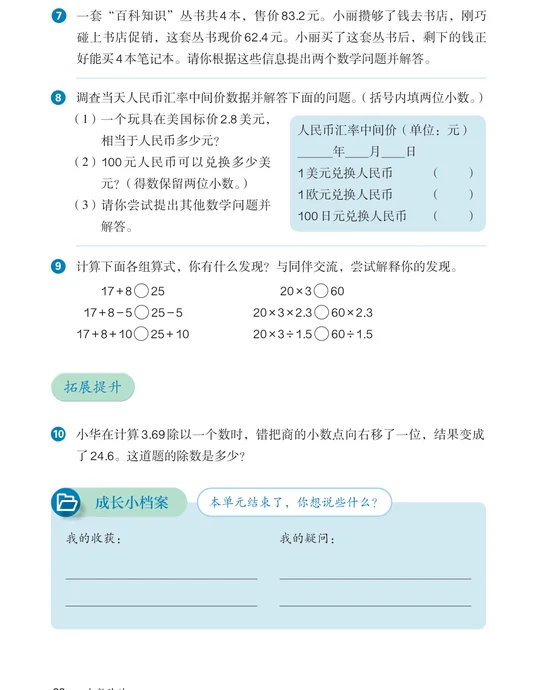 7 一套“百科知识”丛书共4本，售价83.2元。小丽攒够了钱去书店，刚巧
碰上书店促销，这套丛书现价62.4元。小丽买了这套丛书后，剩下的钱正
好能买4本笔记本。请你根据这些信息提出两个数学问题并解答。
8 调查当天人民币汇率中间价数据并解答下面的问题。（括号内填两位小数。）
（1）一个玩具在美国标价2.8美元，
相当于人民币多少元？
（2）100元人民币可以兑换多少美
元？（得数保留两位小数。）
（3）请你尝试提出其他数学问题并
解答。
人民币汇率中间价（单位：元）
______年____月____日
1美元兑换人民币 （ ）
1欧元兑换人民币 （ ）
100日元兑换人民币 （ ）
9 计算下面各组算式，你有什么发现？与同伴交流，尝试解释你的发现。
17+8○25 20×3○60
17+8−5○25−5 20×3×2.3○60×2.3
17+8+10○25+10 20×3÷1.5○60÷1.5
拓展提升
10 小华在计算3.69除以一个数时，错把商的小数点向右移了一位，结果变成
了24.6。这道题的除数是多少？
成长小档案 本单元结束了，你想说些什么？
我的收获： 我的疑问：